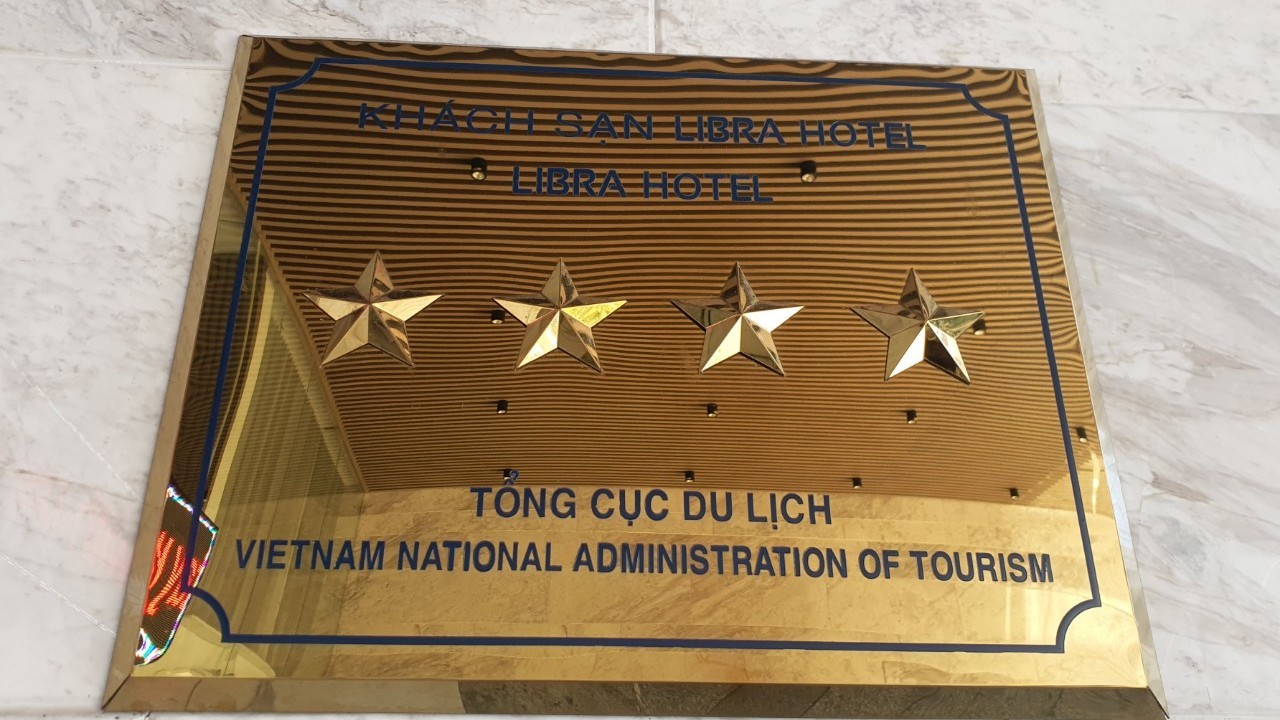 KHÁCH SẠN LIBRA HOTEL
LIBRA HOTEL
TỔNG CỤC DU LỊCH
VIETNAM NATIONAL ADMINISTRATION OF TOURISM